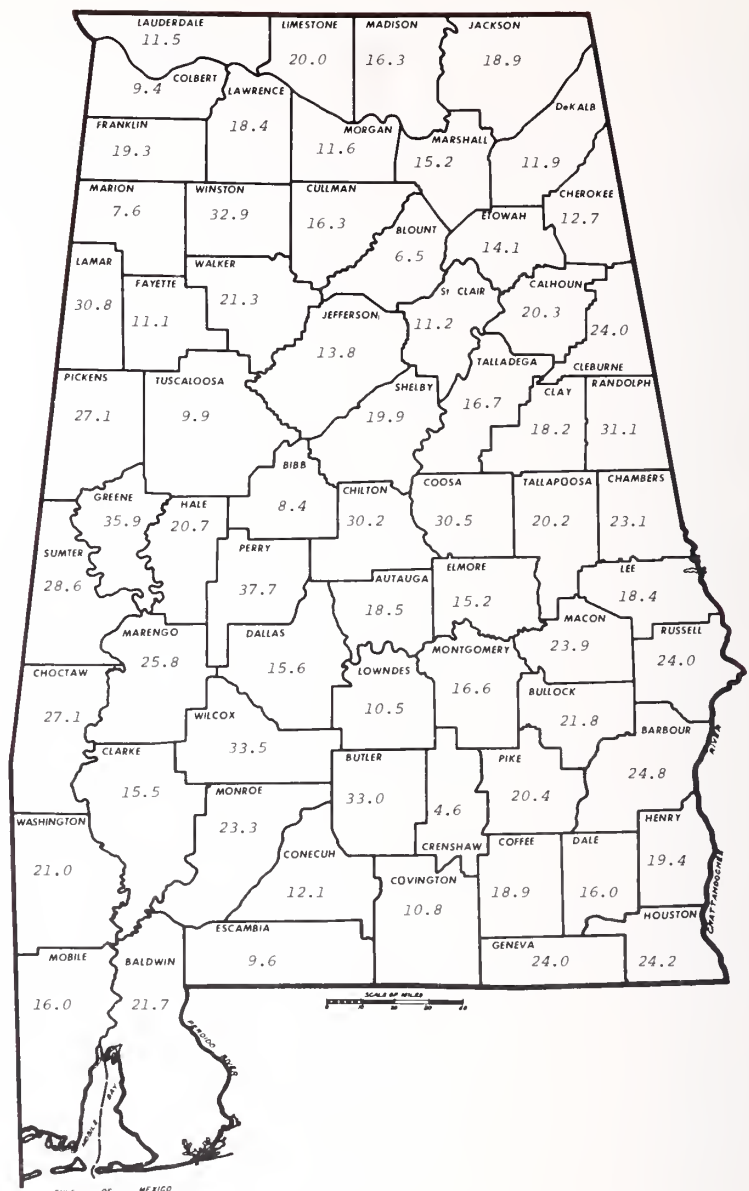 LAUDERDALE
11.5
LIMESTONE
20.0
MADISON
16.3
JACKSON
18.9
COLBERT
9.4
LAWRENCE
18.4
DeKALB
11.9
FRANKLIN
19.3
MORGAN
11.6
MARSHALL
15.2
MARION
7.6
WINSTON
32.9
CULLMAN
16.3
BLOUNT
6.5
ETOWAH
14.1
CHEROKEE
12.7
LAMAR
30.8
FAYETTE
11.1
WALKER
21.3
JEFFERSON
13.8
St CLAIR
11.2
CALHOUN
20.3
24.0
CLEBURNE
PICKENS
27.1
TUSCALOOSA
9.9
SHELBY
19.9
TALLADEGA
16.7
CLAY
18.2
RANDOLPH
31.1
BIBB
8.4
GREENE
35.9
HALE
20.7
CHILTON
30.2
COOSA
30.5
TALLAPOOSA
20.2
CHAMBERS
23.1
SUMTER
28.6
PERRY
37.7
AUTAUGA
18.5
ELMORE
15.2
LEE
18.4
MARENGO
25.8
DALLAS
15.6
LOWNDES
10.5
MONTGOMERY
16.6
MACON
23.9
RUSSELL
24.0
CHOCTAW
27.1
WILCOX
33.5
BULLOCK
21.8
BARBOUR
24.8
RIVER
CLARKE
15.5
MONROE
23.3
BUTLER
33.0
4.6
CRENSHAW
PIKE
20.4
WASHINGTON
21.0
CONECUH
12.1
COVINGTON
10.8
COFFEE
18.9
DALE
16.0
HENRY
19.4
CHATTAHOOCHEE
HOUSTON
24.2
ESCAMBIA
9.6
GENEVA
24.0
MOBILE
16.0
BALDWIN
21.7
SCALE OF MILES
PERDIDO RIVER
MOBILE BAY
OF MEXICO